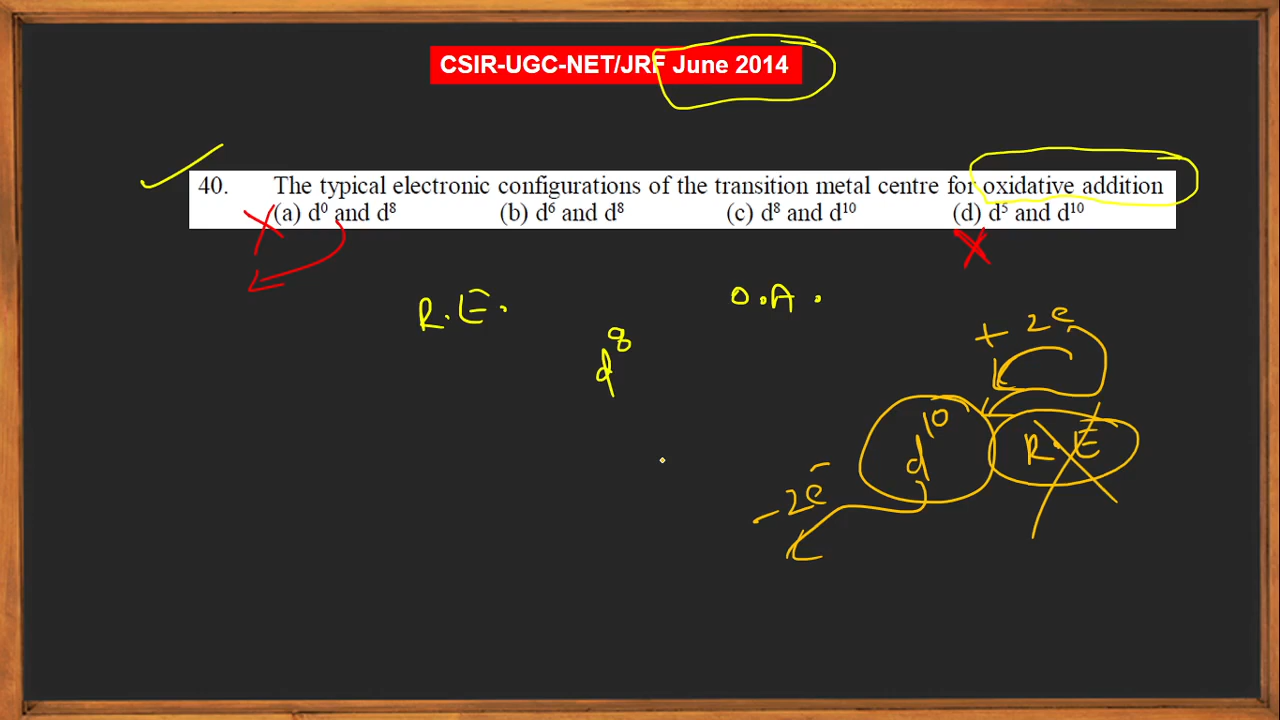 CSIR-UGC-NET/JRF June 2014
40. The typical electronic configurations of the transition metal centre for oxidative addition
(a) d⁰ and d⁸ (b) d⁶ and d⁸ (c) d⁸ and d¹⁰ (d) d⁵ and d¹⁰
R.E. O.A.
+ 2e
d⁸
d¹⁰ R.E
-2e⁻